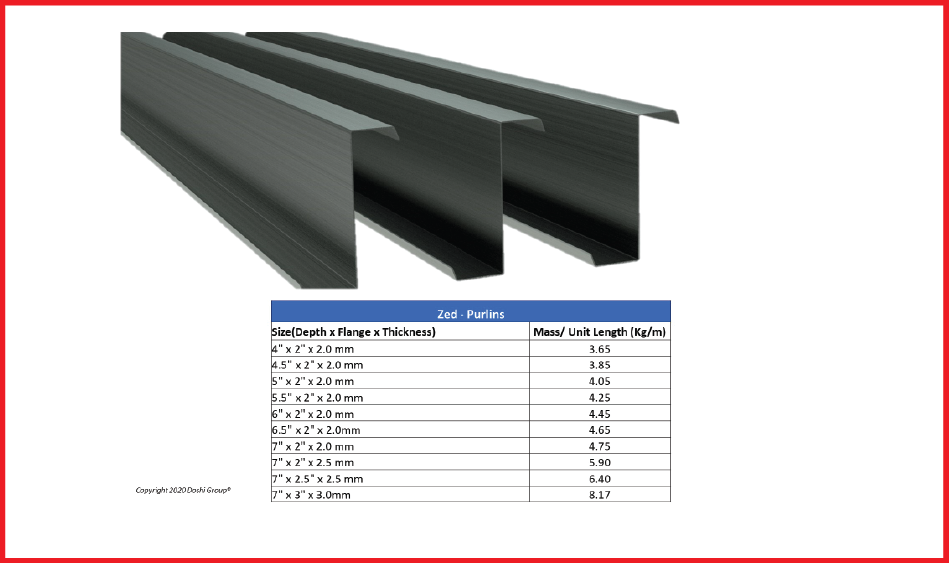 Zed - Purlins
Size(Depth x Flange x Thickness) Mass/ Unit Length (Kg/m)
4" x 2" x 2.0 mm 3.65
4.5" x 2" x 2.0 mm 3.85
5" x 2" x 2.0 mm 4.05
5.5" x 2" x 2.0 mm 4.25
6" x 2" x 2.0 mm 4.45
6.5" x 2" x 2.0mm 4.65
7" x 2" x 2.0 mm 4.75
7" x 2" x 2.5 mm 5.90
7" x 2.5" x 2.5 mm 6.40
7" x 3" x 3.0mm 8.17
Copyright 2020 Doshi Group®